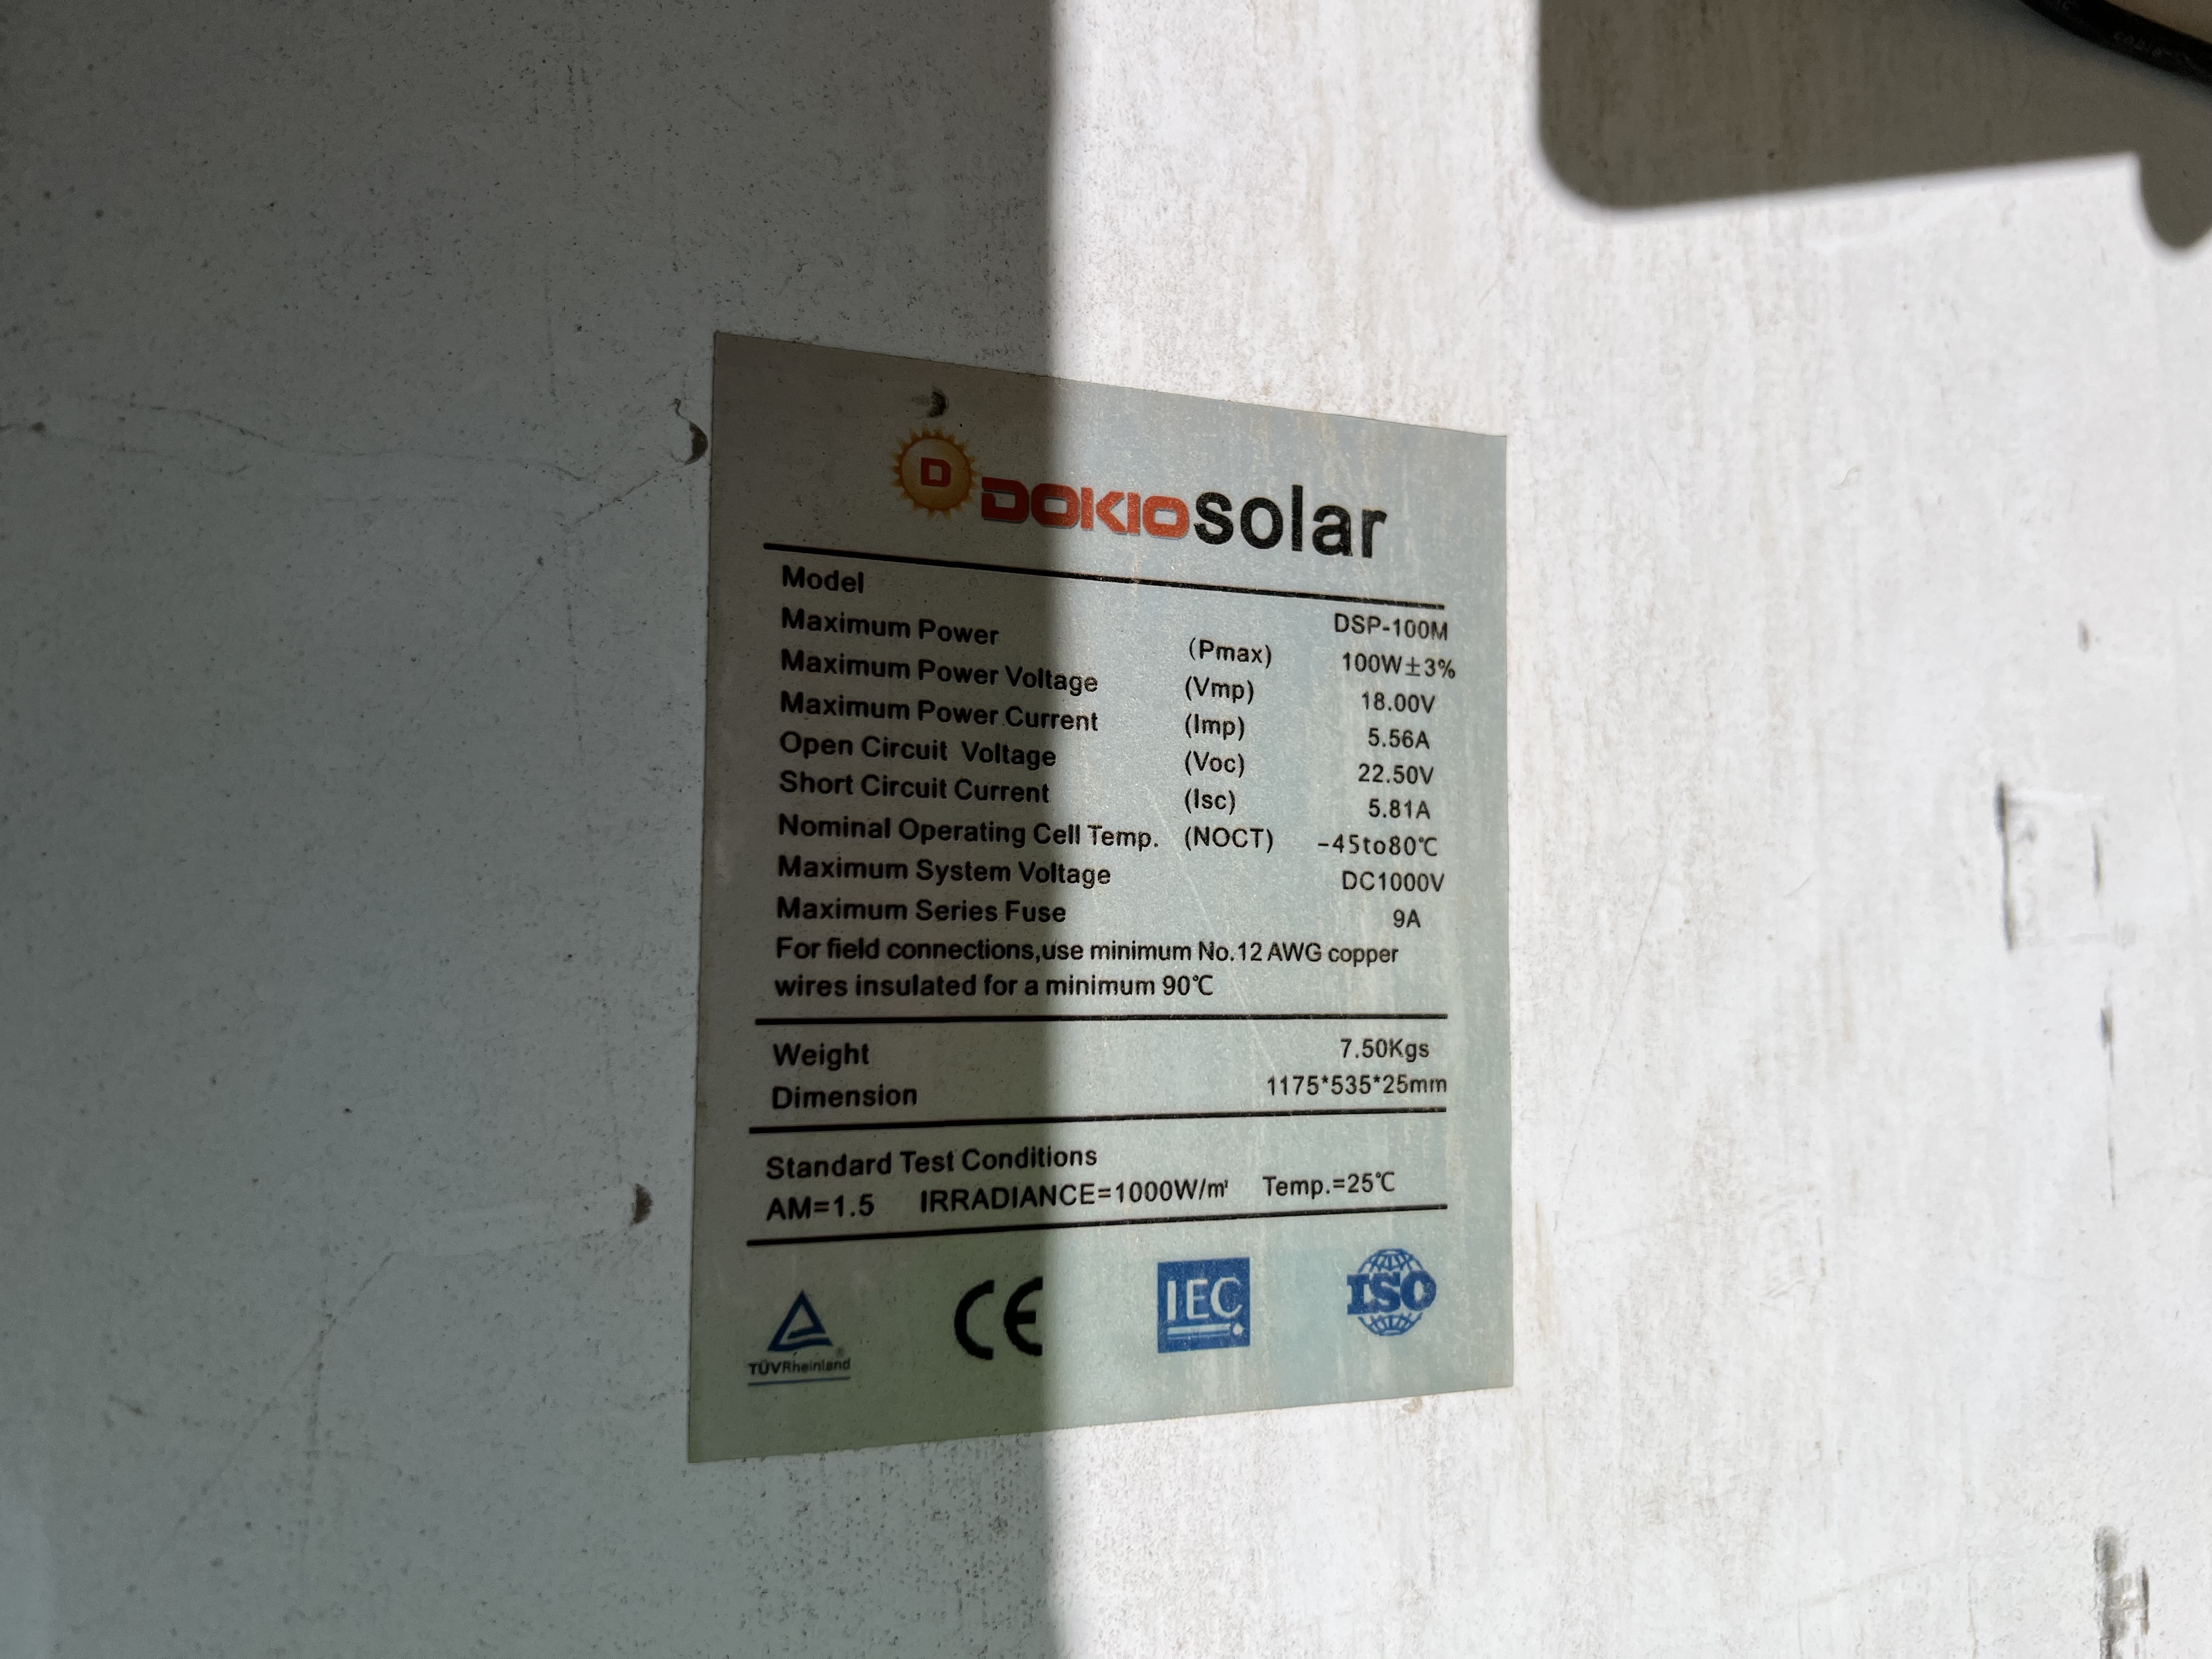 D DOKIO solar
Model DSP-100M
Maximum Power (Pmax) 100W±3%
Maximum Power Voltage (Vmp) 18.00V
Maximum Power Current (Imp) 5.56A
Open Circuit Voltage (Voc) 22.50V
Short Circuit Current (Isc) 5.81A
Nominal Operating Cell Temp. (NOCT) -45to80℃
Maximum System Voltage DC1000V
Maximum Series Fuse 9A
For field connections,use minimum No.12 AWG copper
wires insulated for a minimum 90℃
Weight 7.50Kgs
Dimension 1175*535*25mm
Standard Test Conditions
AM=1.5 IRRADIANCE=1000W/m² Temp.=25℃
TÜVRheinland® CE IEC ISO